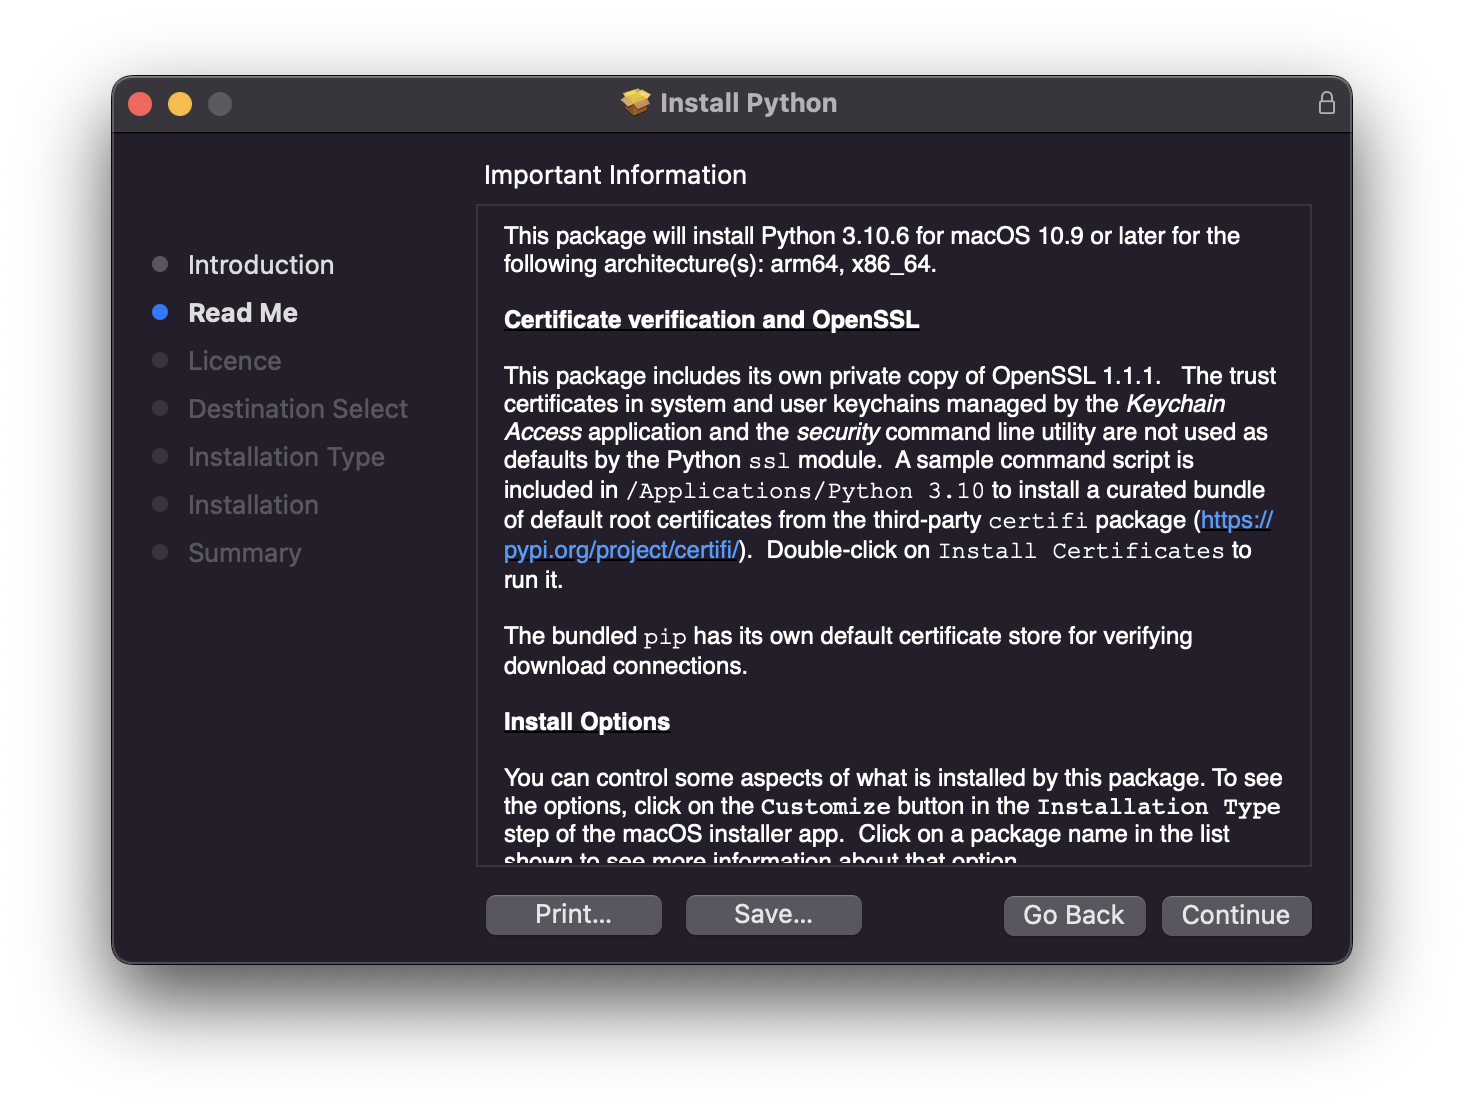 Install Python
Important Information
Introduction
Read Me
Licence
Destination Select
Installation Type
Installation
Summary
This package will install Python 3.10.6 for macOS 10.9 or later for the
following architecture(s): arm64, x86_64.
Certificate verification and OpenSSL
This package includes its own private copy of OpenSSL 1.1.1.   The trust
certificates in system and user keychains managed by the Keychain
Access application and the security command line utility are not used as
defaults by the Python ssl module.  A sample command script is
included in /Applications/Python 3.10 to install a curated bundle
of default root certificates from the third-party certifi package (https://
pypi.org/project/certifi/).  Double-click on Install Certificates to
run it.
The bundled pip has its own default certificate store for verifying
download connections.
Install Options
You can control some aspects of what is installed by this package. To see
the options, click on the Customize button in the Installation Type
step of the macOS installer app.  Click on a package name in the list
shown to see more information about that option
Print...
Save...
Go Back
Continue